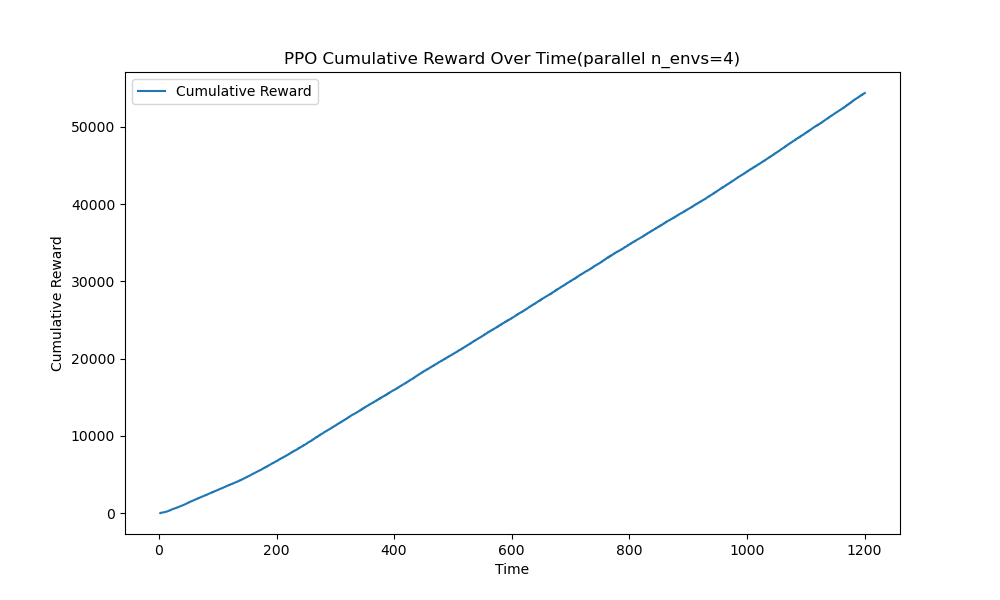 PPO Cumulative Reward Over Time(parallel n_envs=4)
Cumulative Reward
50000
40000
30000
20000
10000
0
Cumulative Reward
0 200 400 600 800 1000 1200
Time